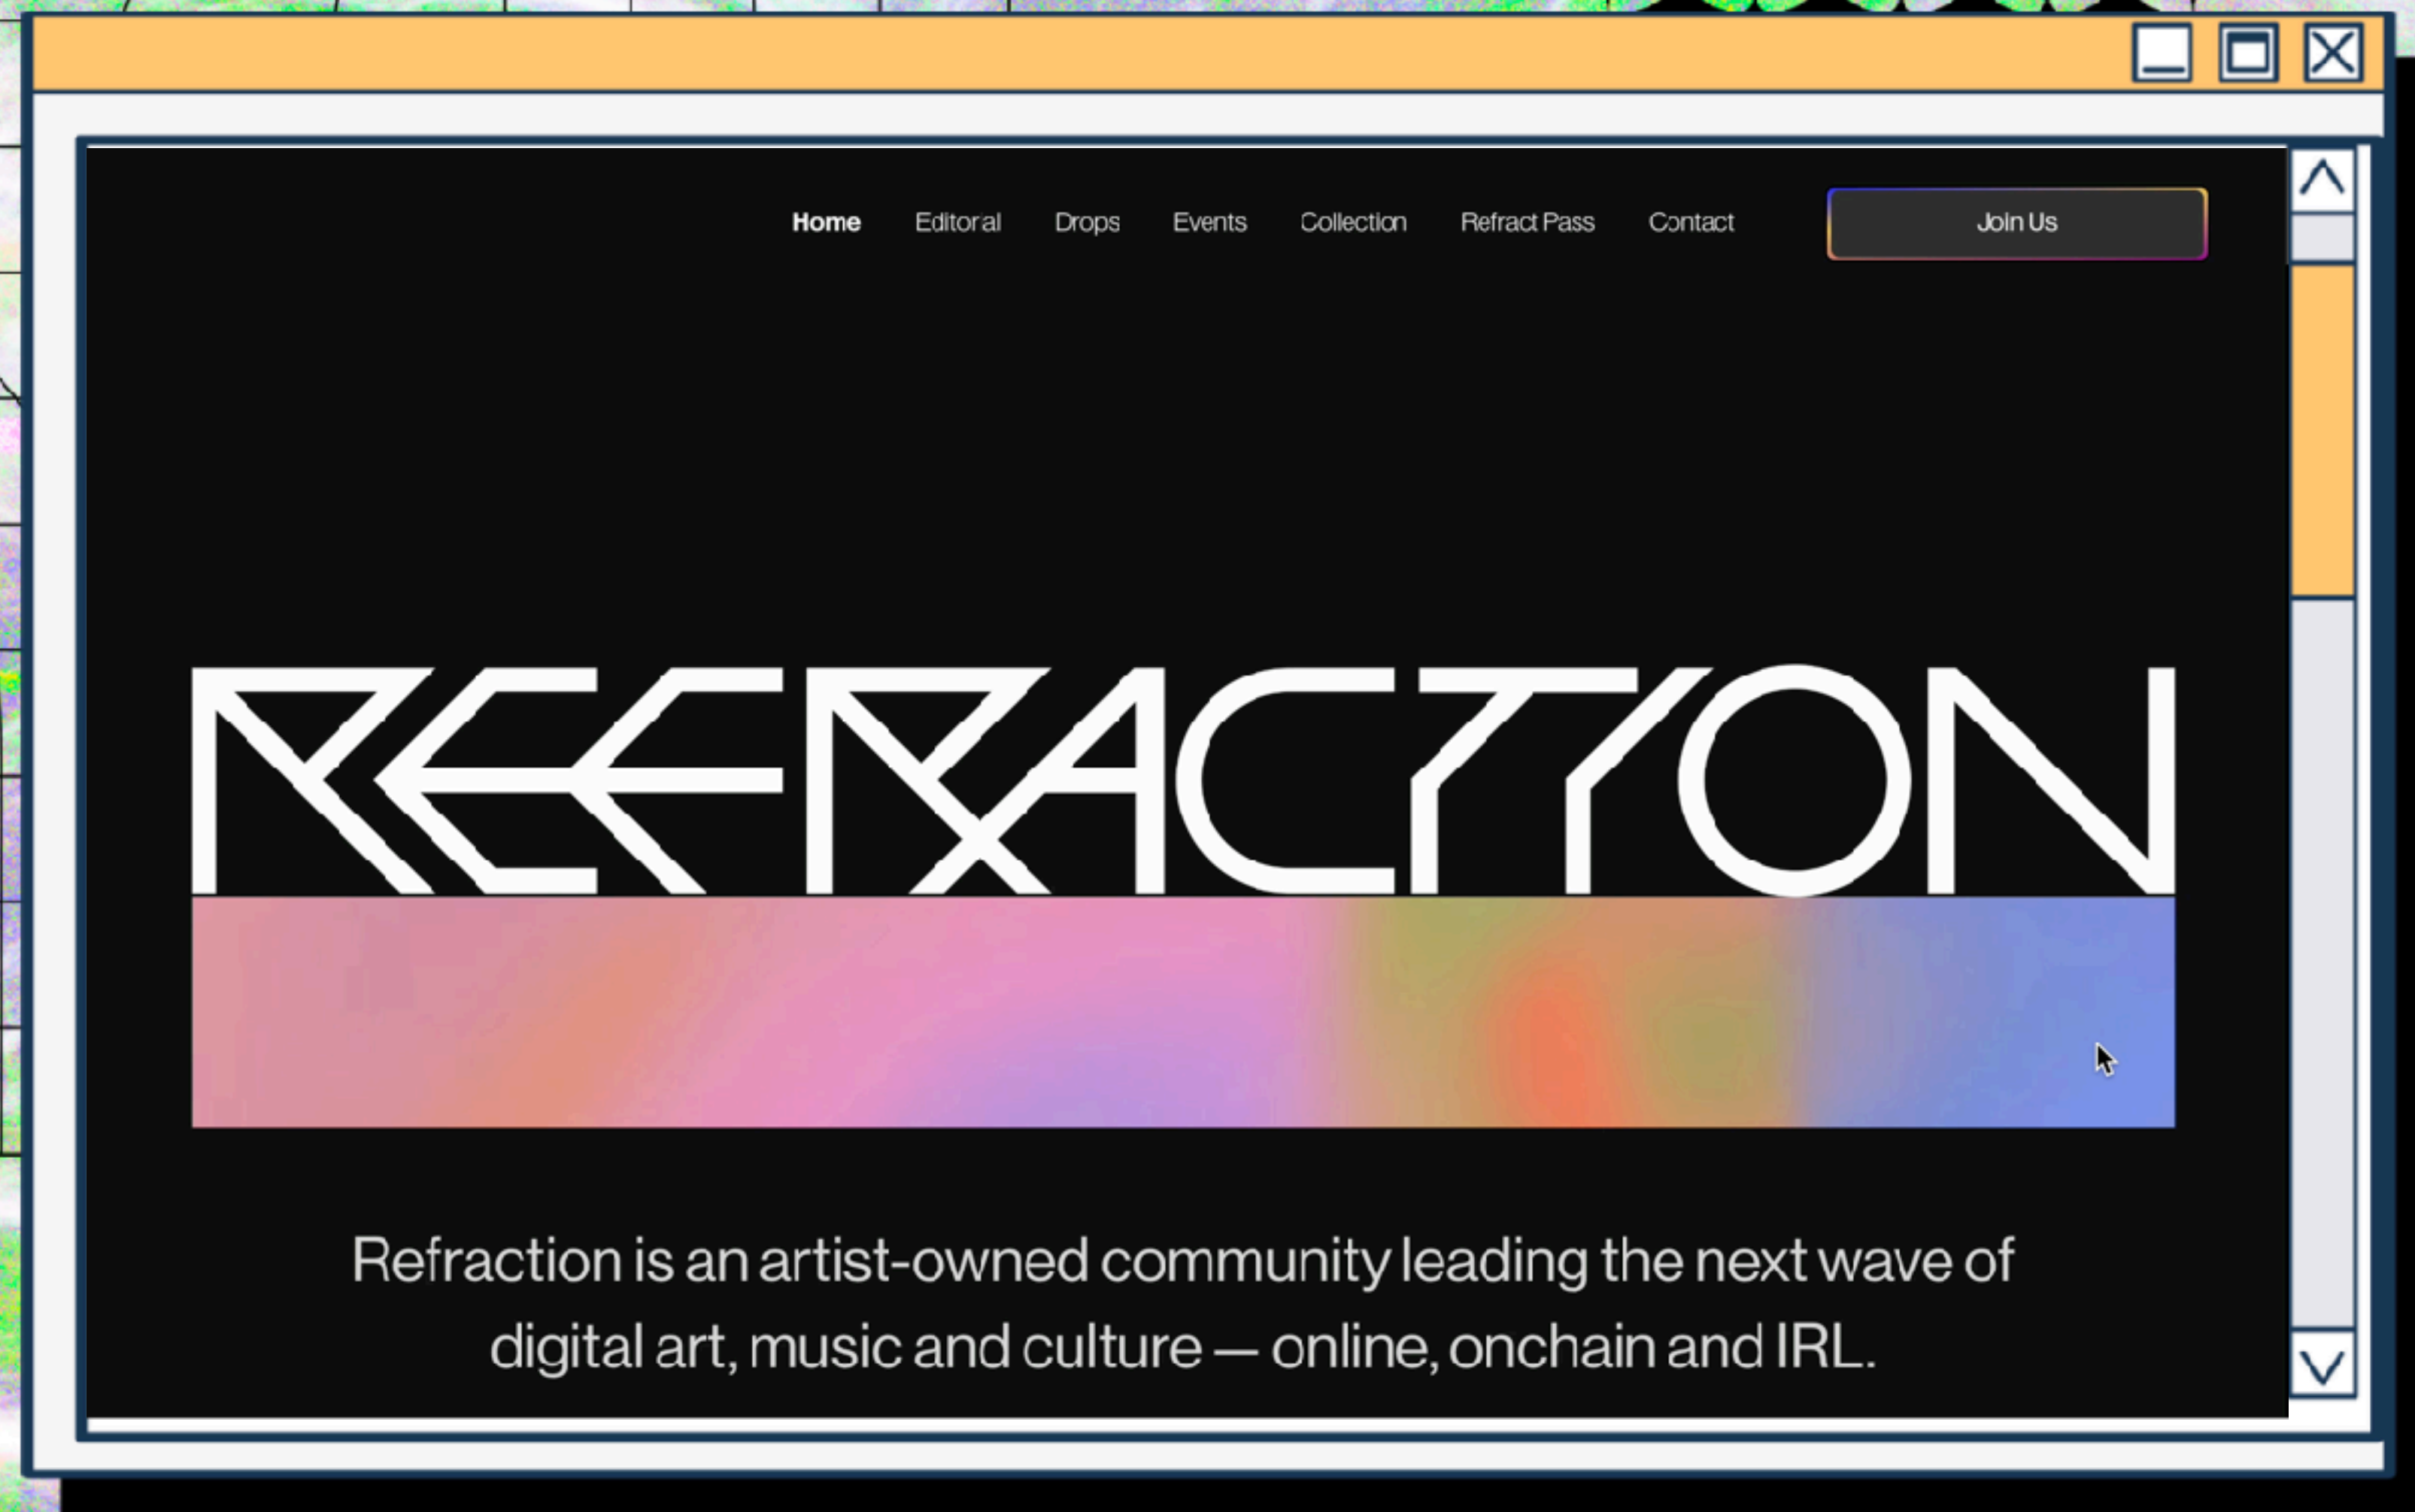 Home Editorial Drops Events Collection Refract Pass Contact Join Us
REFRACTION
Refraction is an artist-owned community leading the next wave of
digital art, music and culture — online, onchain and IRL.